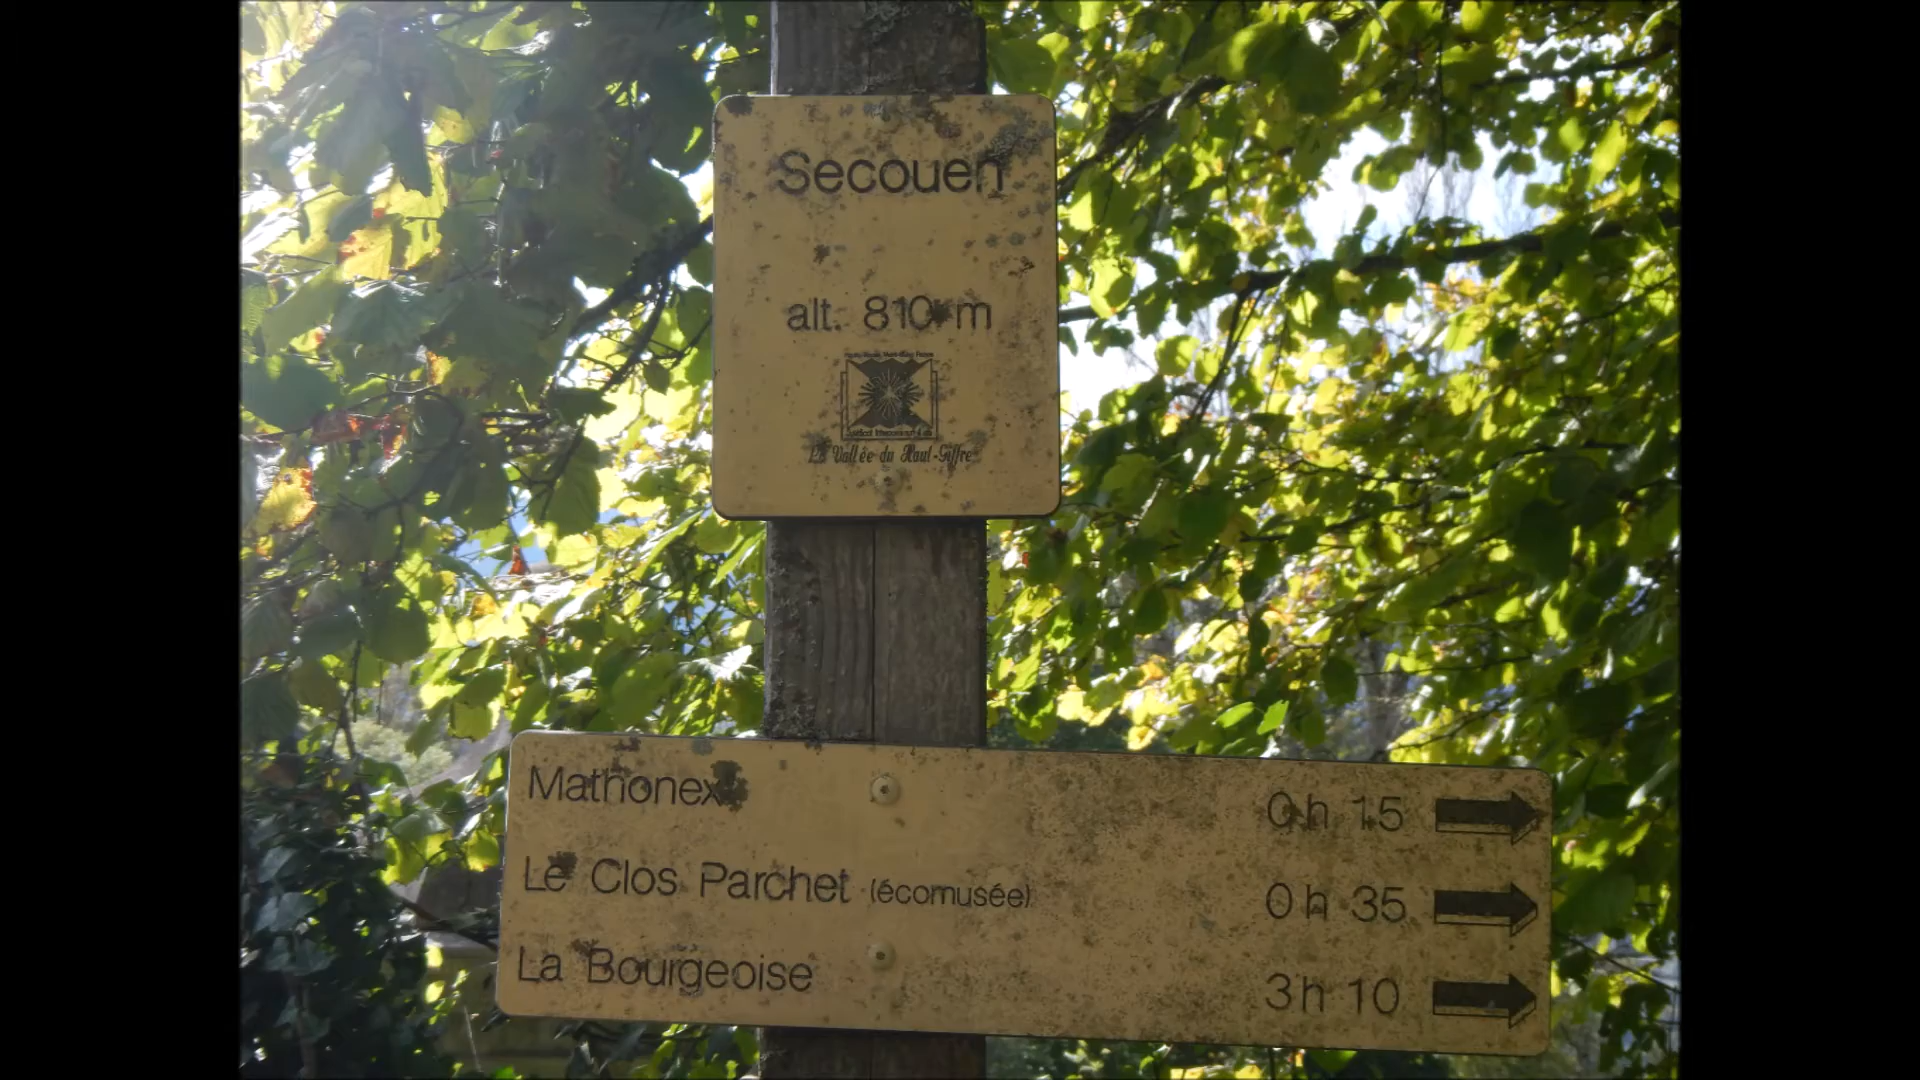 Secouen
alt. 810 m
La Vallée du Haut-Giffre
Mathonex 0 h 15
Le Clos Parchet (écomusée) 0 h 35
La Bourgeoise 3 h 10